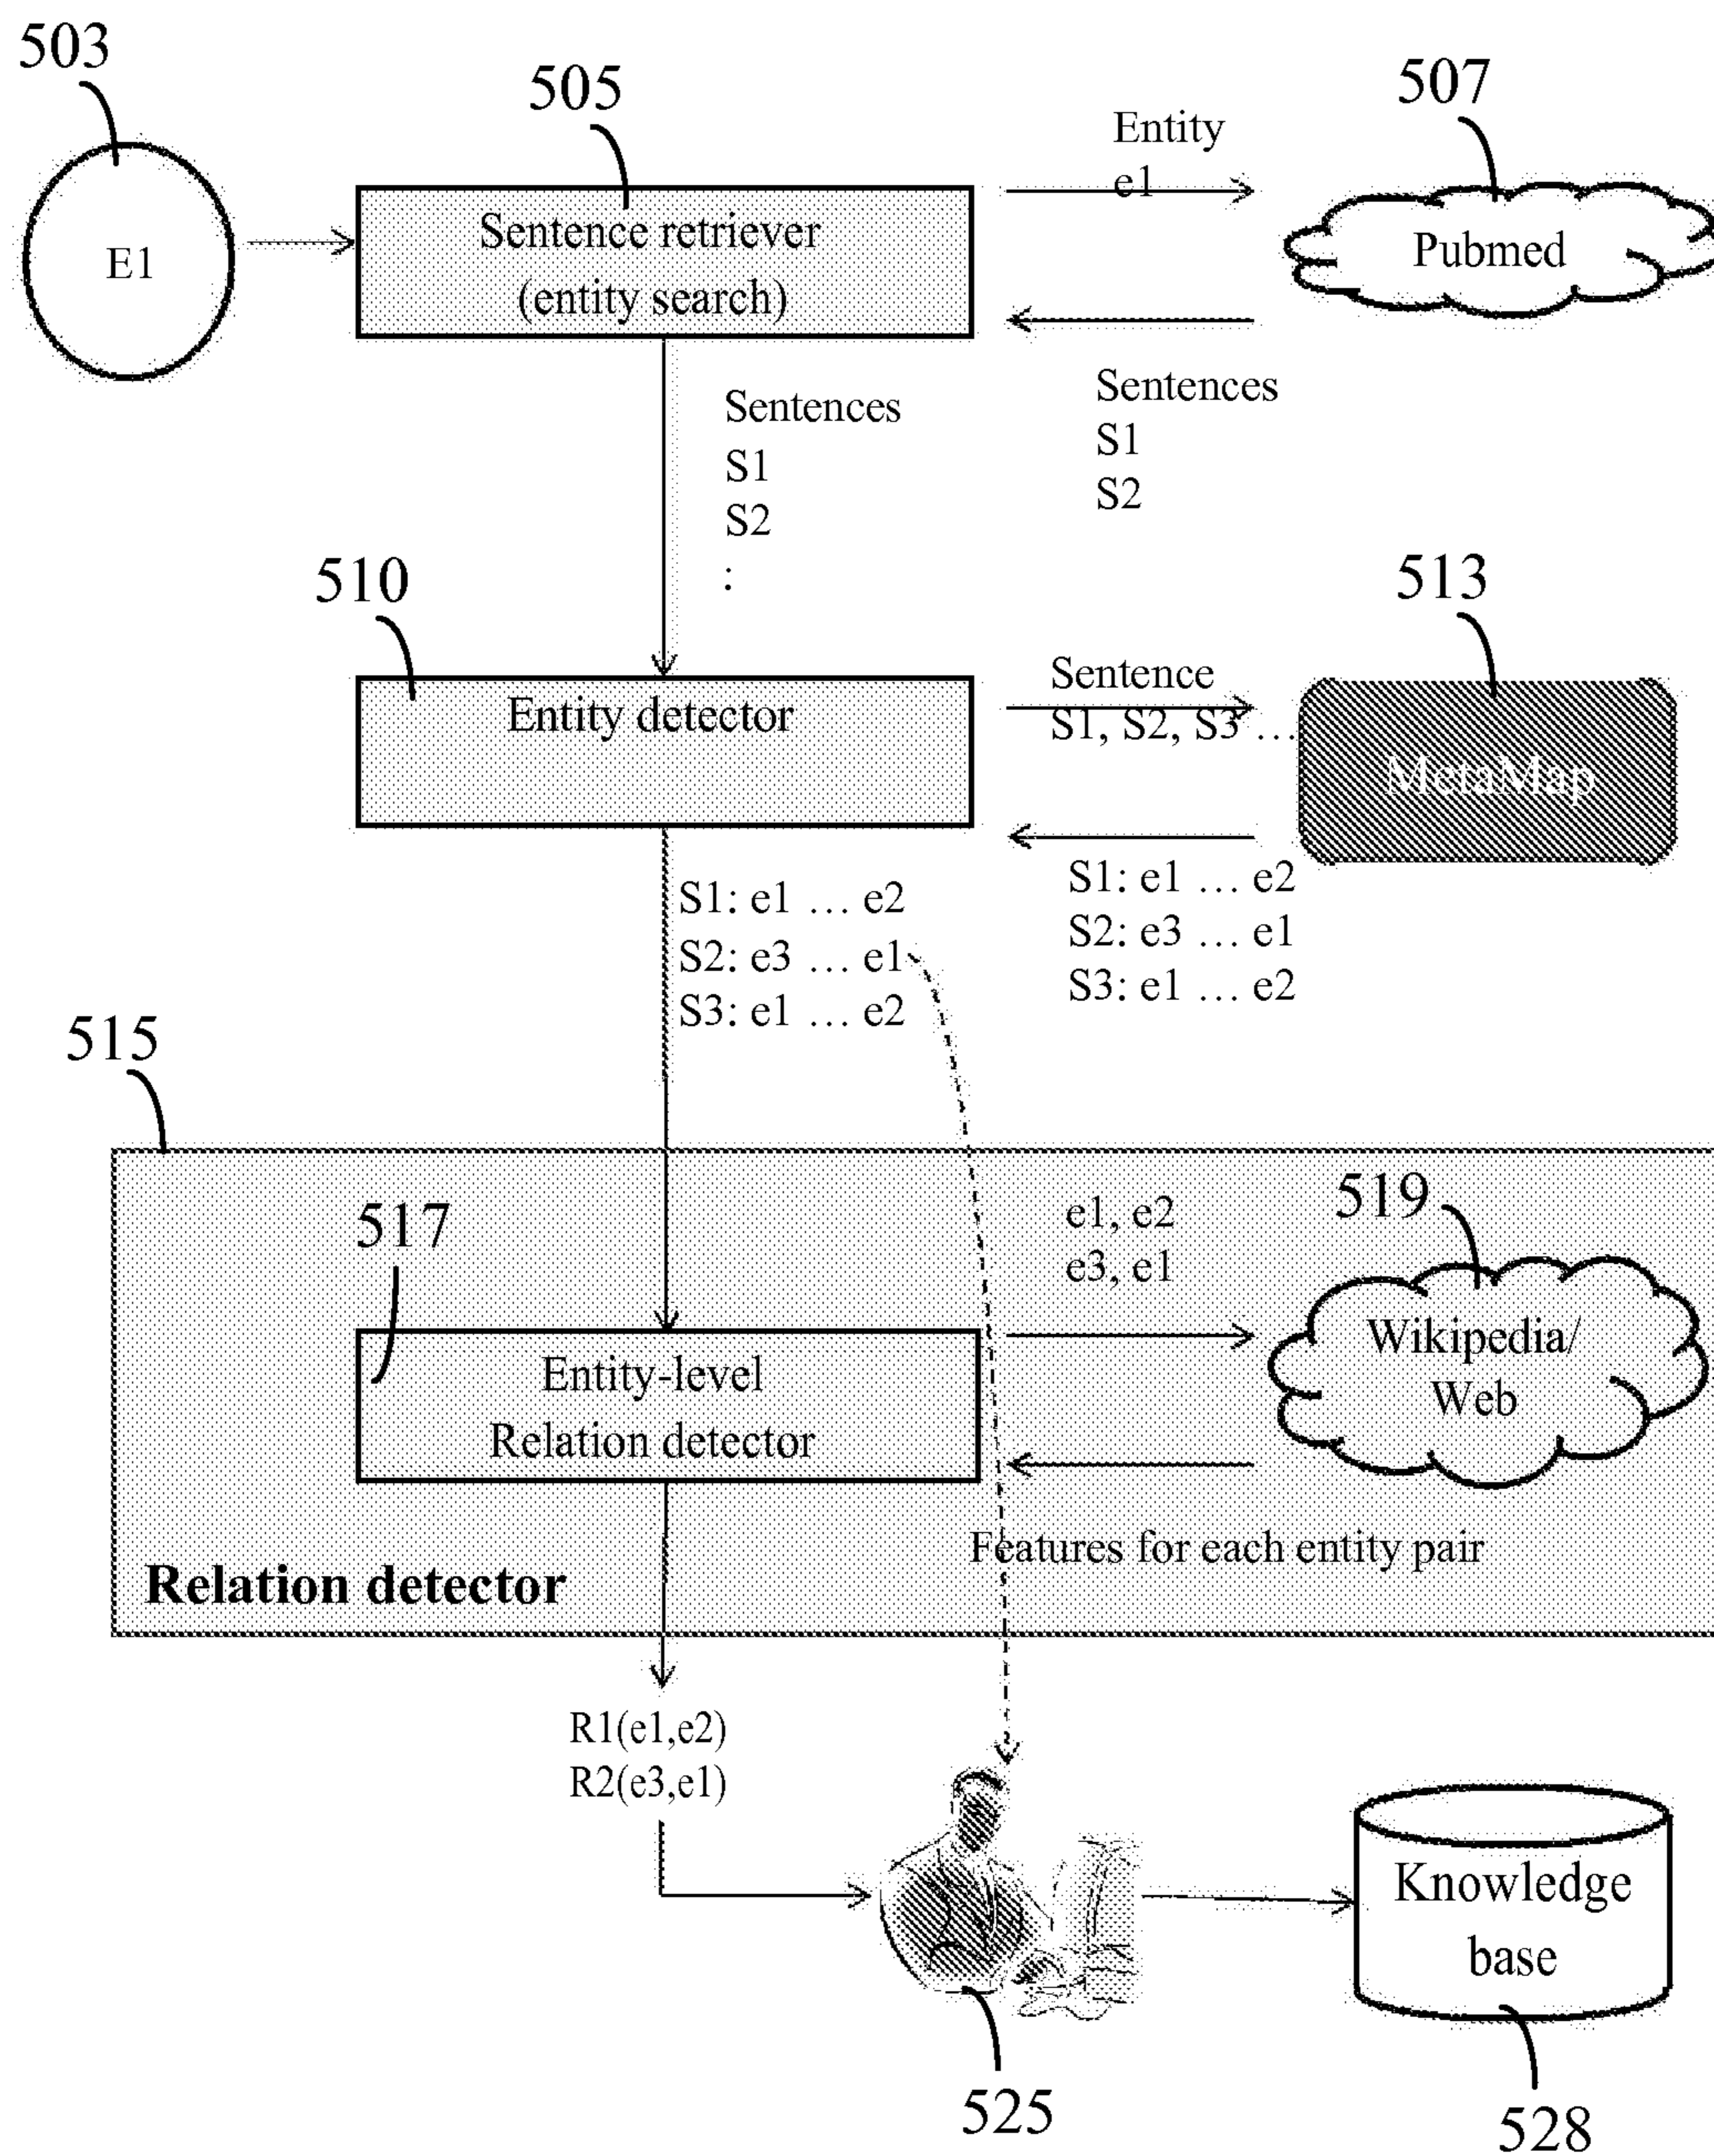 503
505
507
Entity
e1
E1
Sentence retriever
(entity search)
Pubmed
Sentences
S1
S2
:
Sentences
S1
S2
510
513
Entity detector
Sentence
S1, S2, S3 ...
MetaMap
S1: e1 ... e2
S2: e3 ... e1
S3: e1 ... e2
S1: e1 ... e2
S2: e3 ... e1
S3: e1 ... e2
515
517
519
e1, e2
e3, e1
Entity-level
Relation detector
Wikipedia/
Web
Features for each entity pair
Relation detector
R1(e1,e2)
R2(e3,e1)
Knowledge
base
525
528